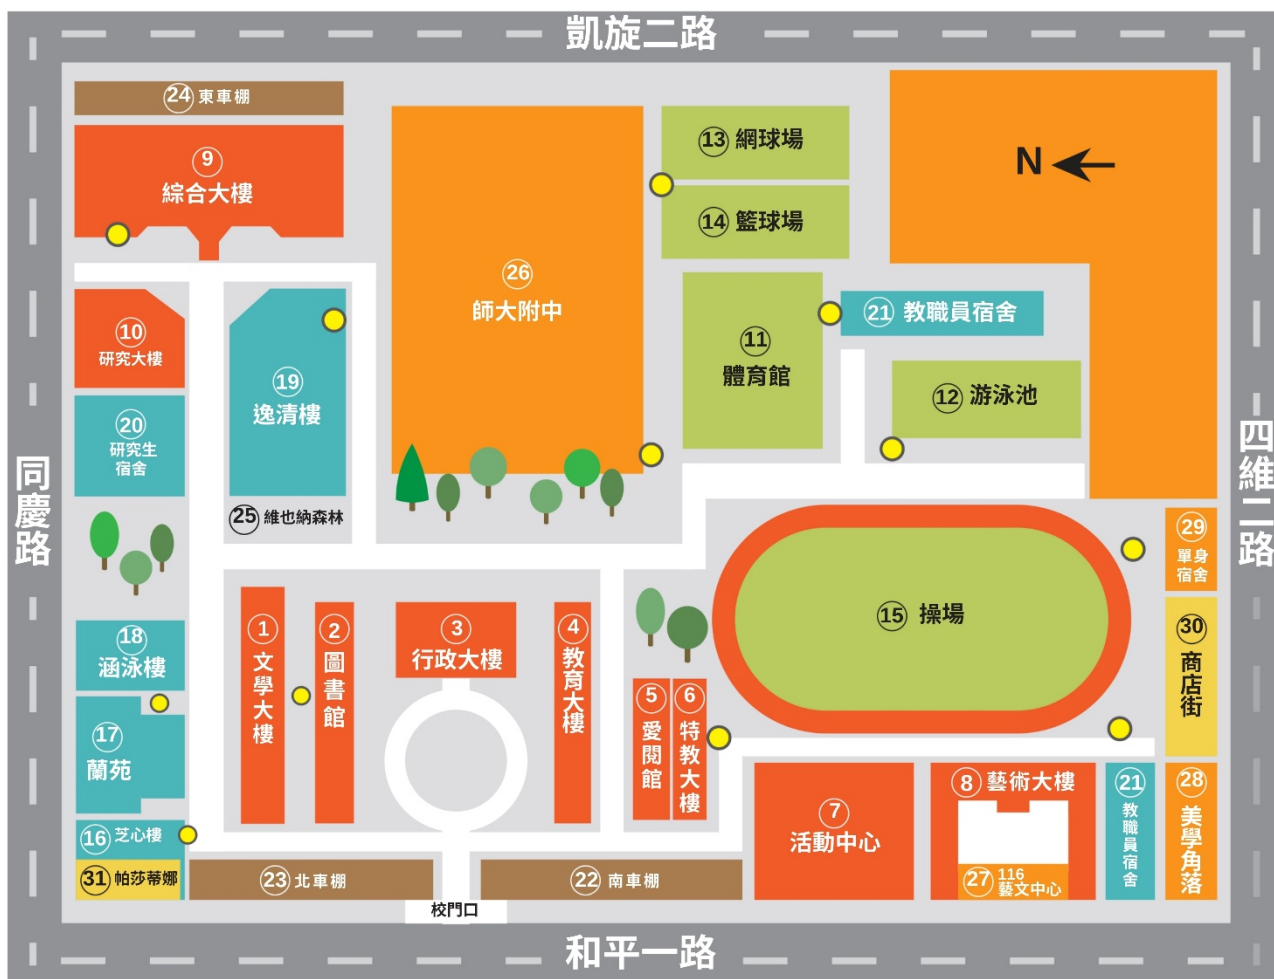 凱旋二路
24 東車棚
9
綜合大樓
13 網球場
14 籃球場
N
26
師大附中
10
研究大樓
19
逸清樓
11
體育館
21 教職員宿舍
12 游泳池
20
研究生
宿舍
同慶路
四維二路
25 維也納森林
29
單身
宿舍
15 操場
1
文學大樓
2
圖書館
3
行政大樓
4
教育大樓
18
涵泳樓
30
商店街
5
愛閱館
6
特教大樓
17
蘭苑
7
活動中心
8 藝術大樓
21
教職員宿舍
28
美學角落
16 芝心樓
31 帕莎蒂娜
23 北車棚
22 南車棚
27 116
藝文中心
校門口
和平一路